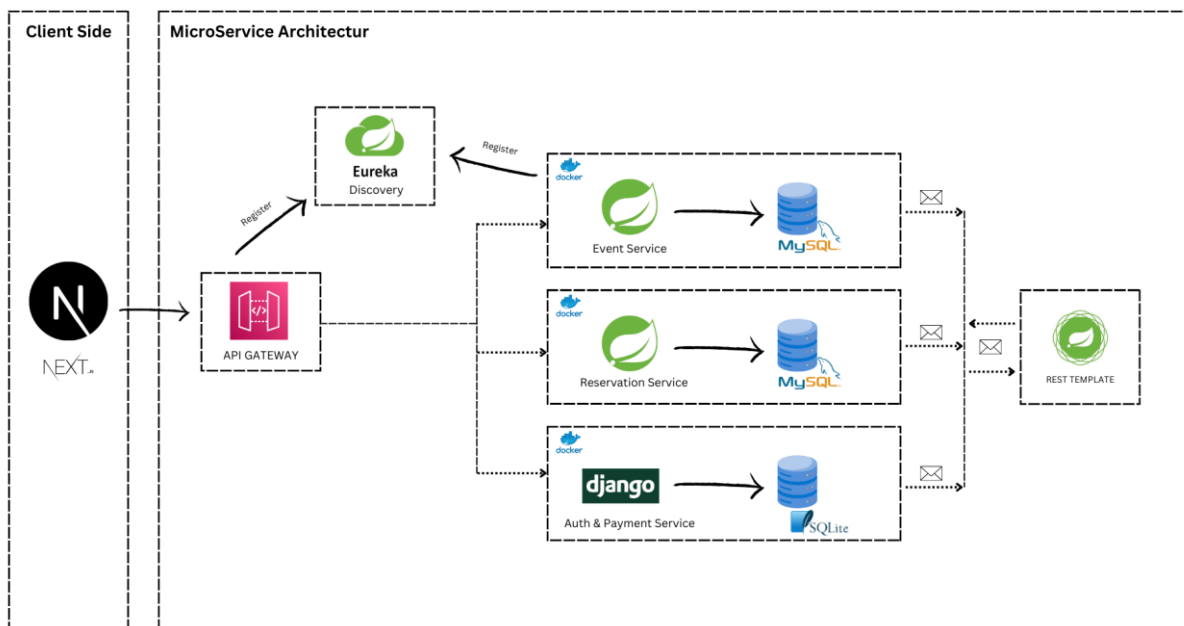 Client Side
MicroService Architectur
Eureka
Discovery
Register
Register
docker
Event Service
MySQL
NEXT.JS
API GATEWAY
docker
Reservation Service
MySQL
REST TEMPLATE
docker
django
Auth & Payment Service
SQLite